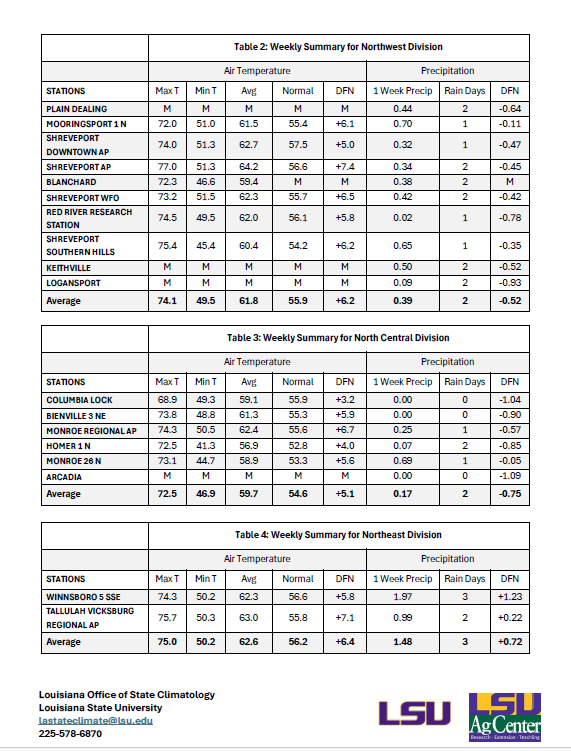 Table 2: Weekly Summary for Northwest Division
Air Temperature Precipitation
STATIONS Max T Min T Avg Normal DFN 1 Week Precip Rain Days DFN
PLAIN DEALING M M M M M 0.44 2 -0.64
MOORINGSPORT 1 N 72.0 51.0 61.5 55.4 +6.1 0.70 1 -0.11
SHREVEPORT
DOWNTOWN AP 74.0 51.3 62.7 57.5 +5.0 0.32 1 -0.47
SHREVEPORT AP 77.0 51.3 64.2 56.6 +7.4 0.34 2 -0.45
BLANCHARD 72.3 46.6 59.4 M M 0.38 2 M
SHREVEPORT WFO 73.2 51.5 62.3 55.7 +6.5 0.42 2 -0.42
RED RIVER RESEARCH
STATION 74.5 49.5 62.0 56.1 +5.8 0.02 1 -0.78
SHREVEPORT
SOUTHERN HILLS 75.4 45.4 60.4 54.2 +6.2 0.65 1 -0.35
KEITHVILLE M M M M M 0.50 2 -0.52
LOGANSPORT M M M M M 0.09 2 -0.93
Average 74.1 49.5 61.8 55.9 +6.2 0.39 2 -0.52
Table 3: Weekly Summary for North Central Division
Air Temperature Precipitation
STATIONS Max T Min T Avg Normal DFN 1 Week Precip Rain Days DFN
COLUMBIA LOCK 68.9 49.3 59.1 55.9 +3.2 0.00 0 -1.04
BIENVILLE 3 NE 73.8 48.8 61.3 55.3 +5.9 0.00 0 -0.90
MONROE REGIONAL AP 74.3 50.5 62.4 55.6 +6.7 0.25 1 -0.57
HOMER 1 N 72.5 41.3 56.9 52.8 +4.0 0.07 2 -0.85
MONROE 26 N 73.1 44.7 58.9 53.3 +5.6 0.69 1 -0.05
ARCADIA M M M M M 0.00 0 -1.09
Average 72.5 46.9 59.7 54.6 +5.1 0.17 2 -0.75
Table 4: Weekly Summary for Northeast Division
Air Temperature Precipitation
STATIONS Max T Min T Avg Normal DFN 1 Week Precip Rain Days DFN
WINNSBORO 5 SSE 74.3 50.2 62.3 56.6 +5.8 1.97 3 +1.23
TALLULAH VICKSBURG
REGIONAL AP 75.7 50.3 63.0 55.8 +7.1 0.99 2 +0.22
Average 75.0 50.2 62.6 56.2 +6.4 1.48 3 +0.72
Louisiana Office of State Climatology
Louisiana State University
lastateclimate@lsu.edu
225-578-6870
LSU
LSU
AgCenter
Research · Extension · Teaching